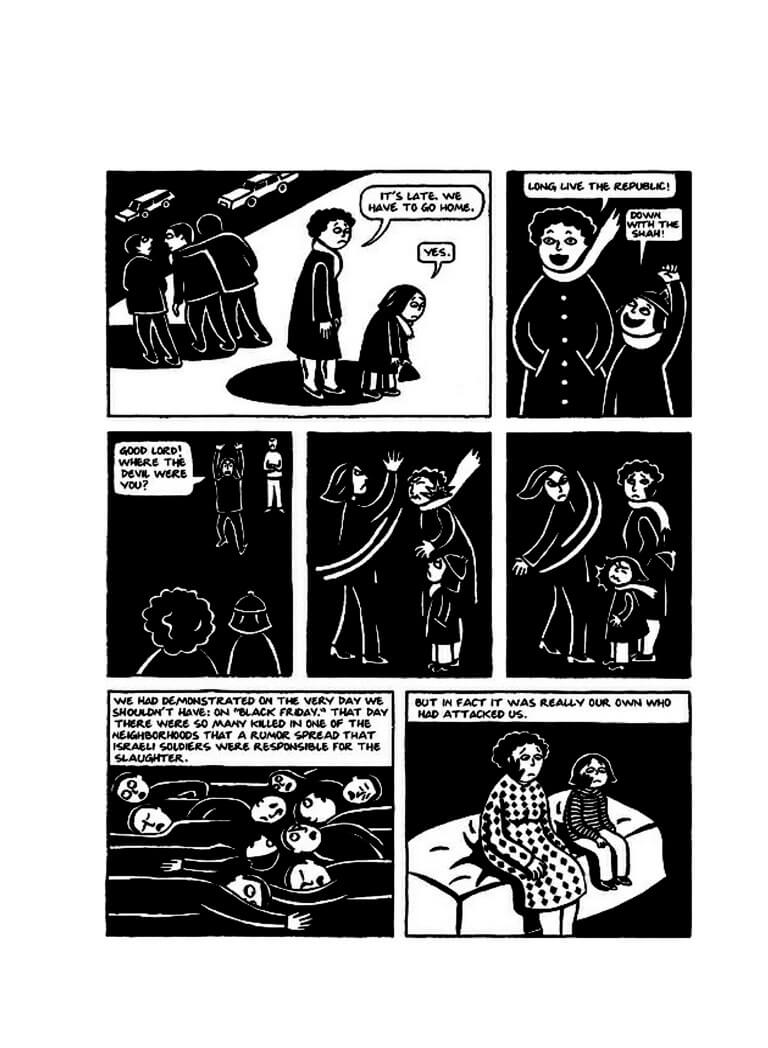 IT'S LATE. WE
HAVE TO GO HOME.
YES.
LONG LIVE THE REPUBLIC!
DOWN
WITH THE
SHAH!
GOOD LORD!
WHERE THE
DEVIL WERE
YOU?
WE HAD DEMONSTRATED ON THE VERY DAY WE
SHOULDN'T HAVE: ON "BLACK FRIDAY." THAT DAY
THERE WERE SO MANY KILLED IN ONE OF THE
NEIGHBORHOODS THAT A RUMOR SPREAD THAT
ISRAELI SOLDIERS WERE RESPONSIBLE FOR THE
SLAUGHTER.
BUT IN FACT IT WAS REALLY OUR OWN WHO
HAD ATTACKED US.